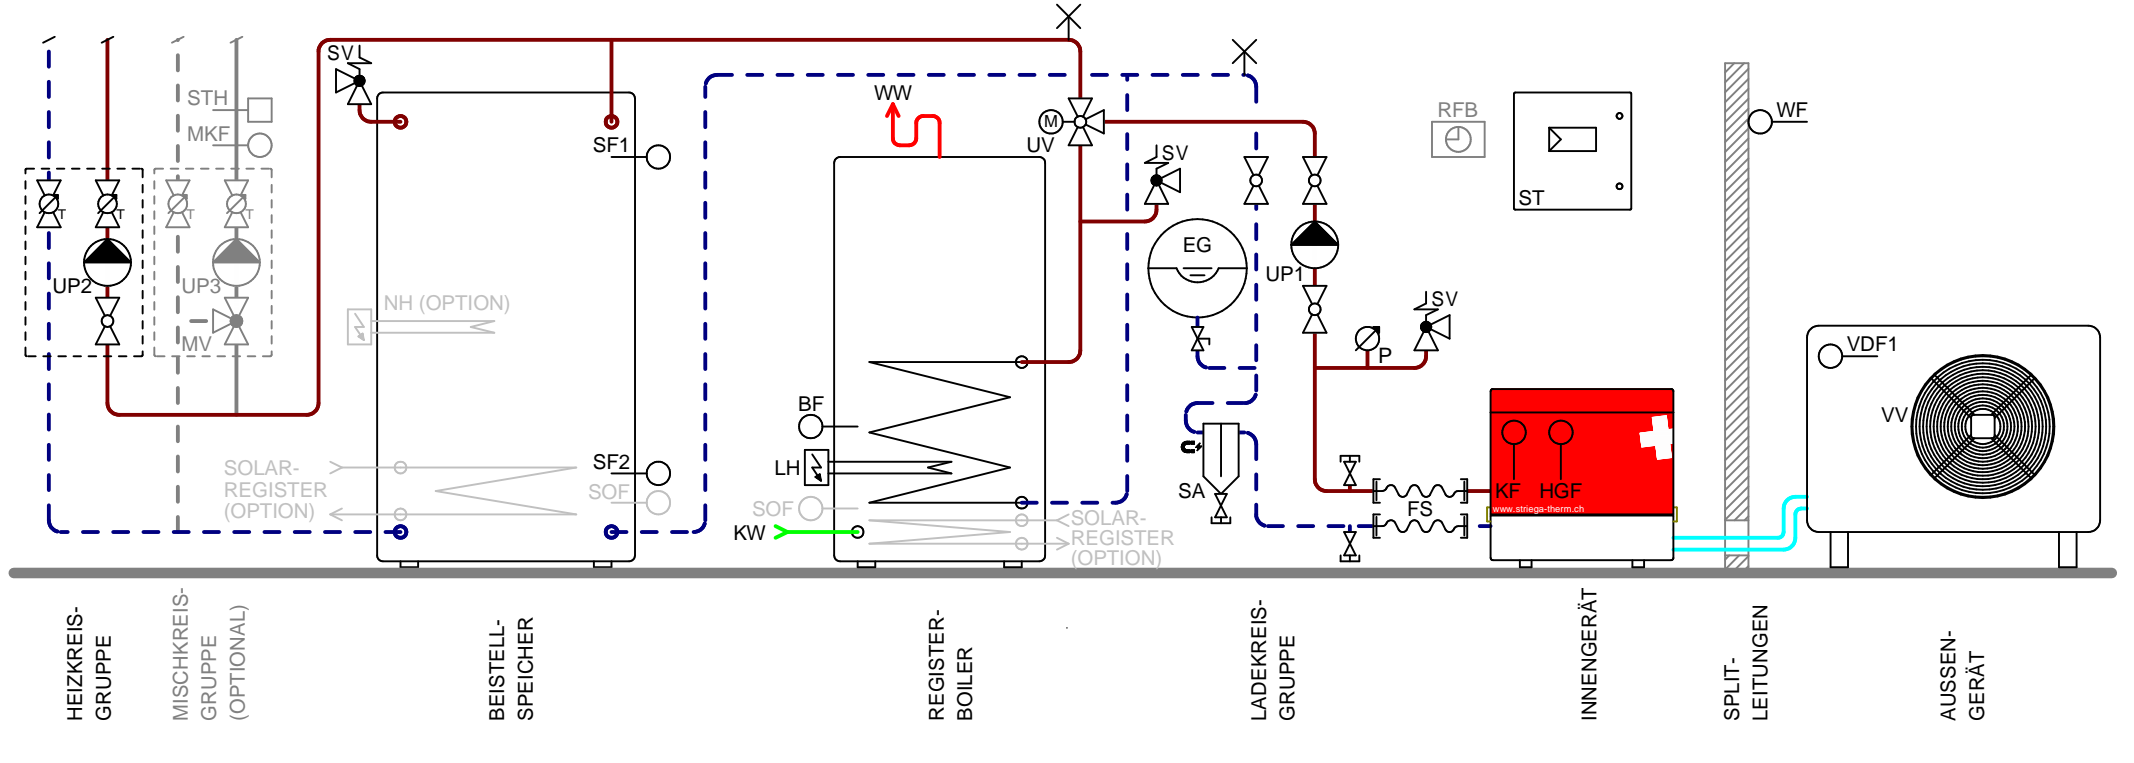 SV
WW
STH
MKF
SF1
M
UV
SV
RFB
WF
ST
T
T
T
T
EG
UP2
UP3
UP1
NH (OPTION)
SV
MV
P
VDF1
BF
VV
SOLAR-
REGISTER
(OPTION)
SF2
SOF
LH
SOF
KW
SOLAR-
REGISTER
(OPTION)
SA
FS
KF
HGF
www.striega-therm.ch
HEIZKREIS-
GRUPPE
MISCHKREIS-
GRUPPE
(OPTIONAL)
BEISTELL-
SPEICHER
REGISTER-
BOILER
LADEKREIS-
GRUPPE
INNENGERÄT
SPLIT-
LEITUNGEN
AUSSEN-
GERÄT